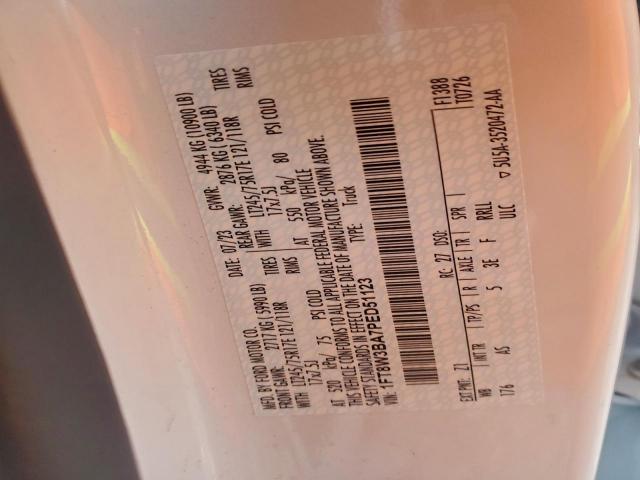 MFD. BY FORD MOTOR CO. DATE: 07/23 GVWR: 4944 KG (10900 LB)
FRONT GAWR: 2717 KG (5990 LB) REAR GAWR: 2876 KG (6340 LB)
WITH LT245/75R17E 121/118R TIRES WITH LT245/75R17E 121/118R TIRES
17x7.5J RIMS 17x7.5J RIMS
AT 520 kPa/ 75 PSI COLD AT 550 kPa/ 80 PSI COLD
THIS VEHICLE CONFORMS TO ALL APPLICABLE FEDERAL MOTOR VEHICLE
SAFETY STANDARDS IN EFFECT ON THE DATE OF MANUFACTURE SHOWN ABOVE.
VIN: 1FT8W3BA7PED51123 TYPE: Truck
F1388
T0726
EXT PNT: Z1 RC: 27 DSO:
WB INT TR TP/PS R AXLE TR SPR
176 AS 5 3E F RRLL
ULC ▽ 5U5A-3520472-AA